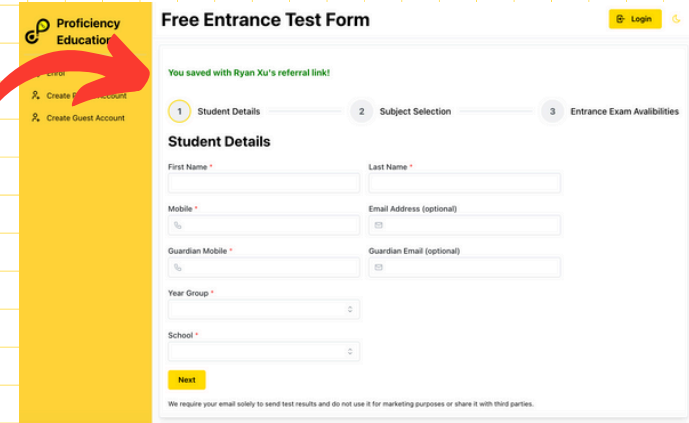 Proficiency
Education
Free Entrance Test Form
Login
Enrol
Create Account
Create Guest Account
You saved with Ryan Xu's referral link!
1 Student Details
2 Subject Selection
3 Entrance Exam Avalibilities
Student Details
First Name *
Last Name *
Mobile *
Email Address (optional)
Guardian Mobile *
Guardian Email (optional)
Year Group *
School *
Next
We require your email solely to send test results and do not use it for marketing purposes or share it with third parties.